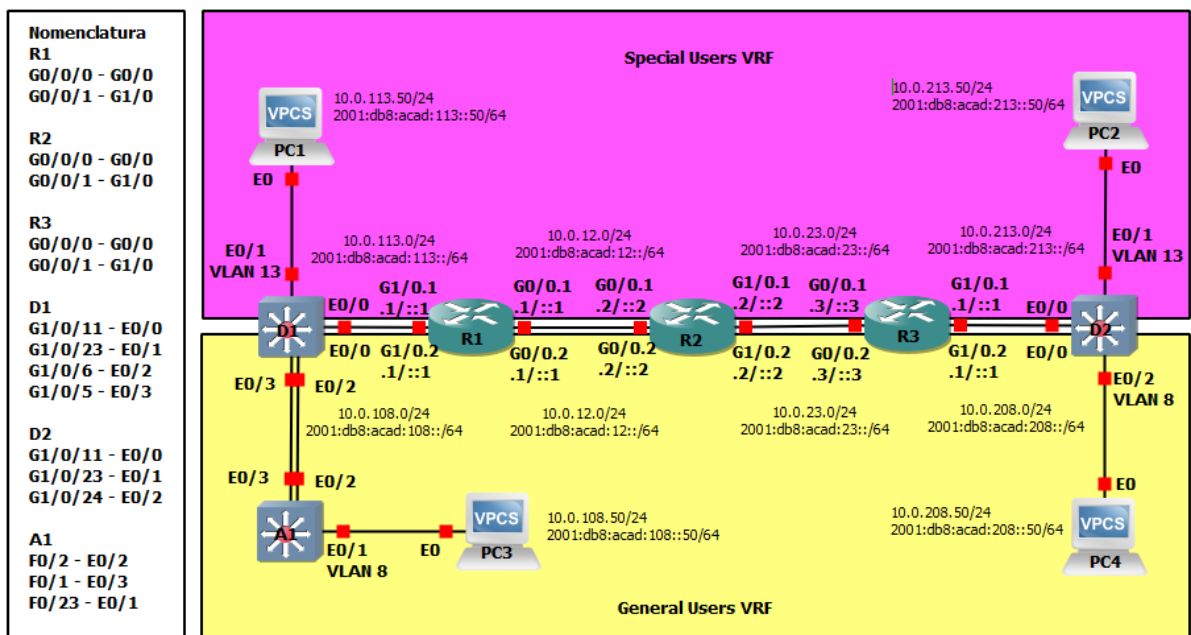 Nomenclatura
R1
G0/0/0 - G0/0
G0/0/1 - G1/0
R2
G0/0/0 - G0/0
G0/0/1 - G1/0
R3
G0/0/0 - G0/0
G0/0/1 - G1/0
D1
G1/0/11 - E0/0
G1/0/23 - E0/1
G1/0/6 - E0/2
G1/0/5 - E0/3
D2
G1/0/11 - E0/0
G1/0/23 - E0/1
G1/0/24 - E0/2
A1
F0/2 - E0/2
F0/1 - E0/3
F0/23 - E0/1
Special Users VRF
VPCS
PC1
10.0.113.50/24
2001:db8:acad:113::50/64
E0
10.0.213.50/24
2001:db8:acad:213::50/64
VPCS
PC2
E0
E0/1
VLAN 13
10.0.113.0/24
2001:db8:acad:113::/64
10.0.12.0/24
2001:db8:acad:12::/64
10.0.23.0/24
2001:db8:acad:23::/64
10.0.213.0/24
2001:db8:acad:213::/64
E0/1
VLAN 13
D1
E0/0
G1/0.1
.1/::1
R1
G0/0.1
.1/::1
G0/0.1
.2/::2
R2
G1/0.1
.2/::2
G0/0.1
.3/::3
R3
G1/0.1
.1/::1
E0/0
D2
E0/0
G1/0.2
.1/::1
G0/0.2
.1/::1
G0/0.2
.2/::2
G1/0.2
.2/::2
G0/0.2
.3/::3
G1/0.2
.1/::1
E0/0
E0/3
E0/2
E0/2
VLAN 8
10.0.108.0/24
2001:db8:acad:108::/64
10.0.12.0/24
2001:db8:acad:12::/64
10.0.23.0/24
2001:db8:acad:23::/64
10.0.208.0/24
2001:db8:acad:208::/64
E0/3
E0/2
A1
E0/1
VLAN 8
E0
VPCS
PC3
10.0.108.50/24
2001:db8:acad:108::50/64
10.0.208.50/24
2001:db8:acad:208::50/64
E0
VPCS
PC4
General Users VRF